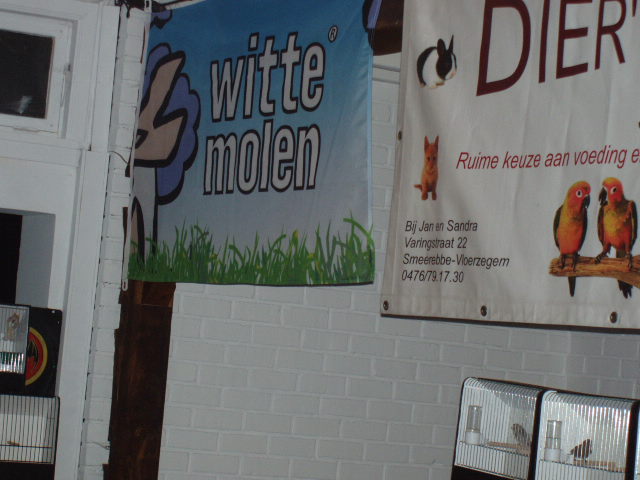 witte ®
molen
DIER'
Ruime keuze aan voeding e
Bij Jan en Sandra
Varingstraat 22
Smeerebbe-Vloerzegem
0476/79.17.30